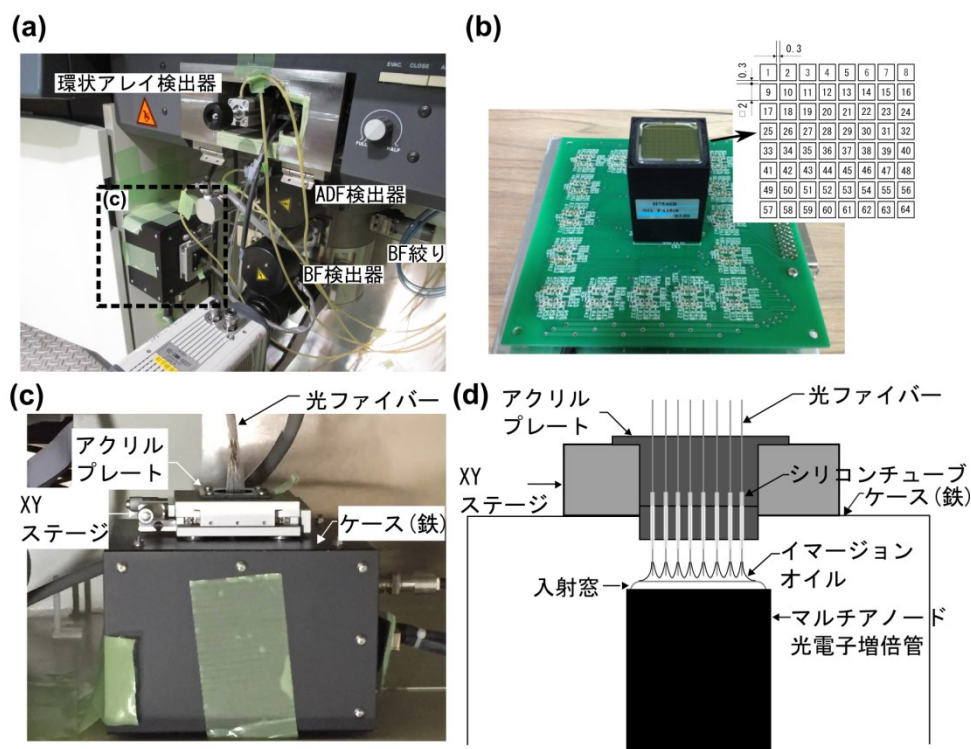 (a)
環状アレイ検出器
EVAC.
CLOSE
FULL
HALF
(c)
ADF検出器
BF絞り
BF検出器
(b)
0.3
0.3
□2
1 2 3 4 5 6 7 8
9 10 11 12 13 14 15 16
17 18 19 20 21 22 23 24
25 26 27 28 29 30 31 32
33 34 35 36 37 38 39 40
41 42 43 44 45 46 47 48
49 50 51 52 53 54 55 56
57 58 59 60 61 62 63 64
(c)
光ファイバー
アクリル
プレート
XY
ステージ
ケース(鉄)
(d)
アクリル
プレート
光ファイバー
XY
ステージ
シリコンチューブ
ケース(鉄)
イマージョン
オイル
入射窓
マルチアノード
光電子増倍管